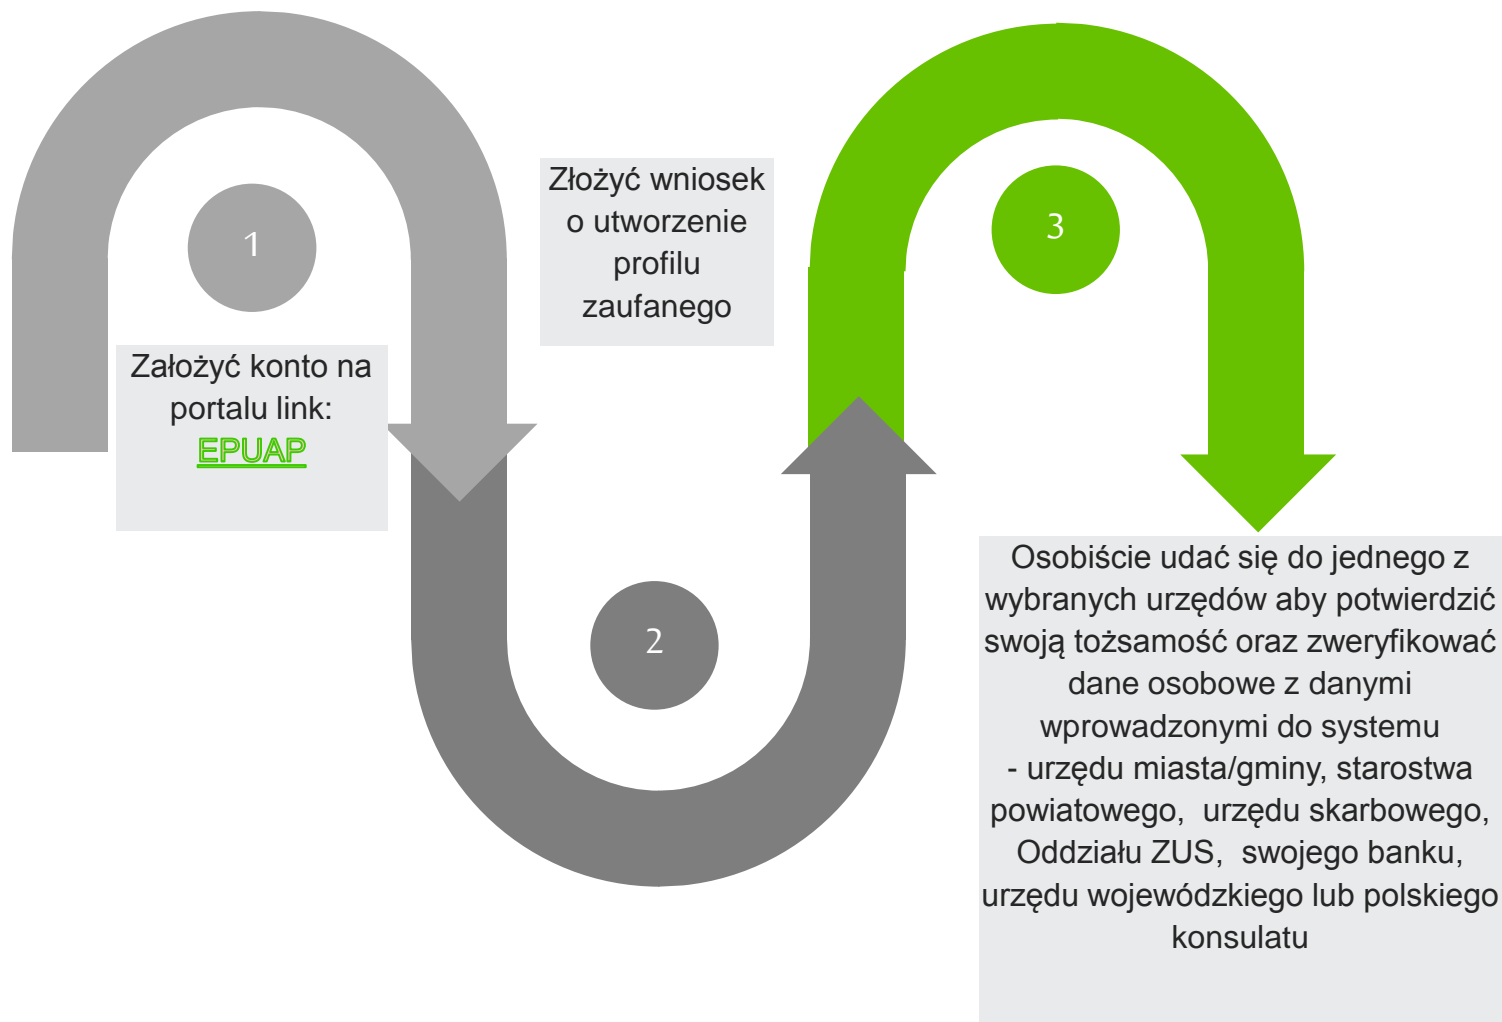 1
Założyć konto na
portalu link:
EPUAP
Złożyć wniosek
o utworzenie
profilu
zaufanego
2
3
Osobiście udać się do jednego z
wybranych urzędów aby potwierdzić
swoją tożsamość oraz zweryfikować
dane osobowe z danymi
wprowadzonymi do systemu
- urzędu miasta/gminy, starostwa
powiatowego, urzędu skarbowego,
Oddziału ZUS, swojego banku,
urzędu wojewódzkiego lub polskiego
konsulatu